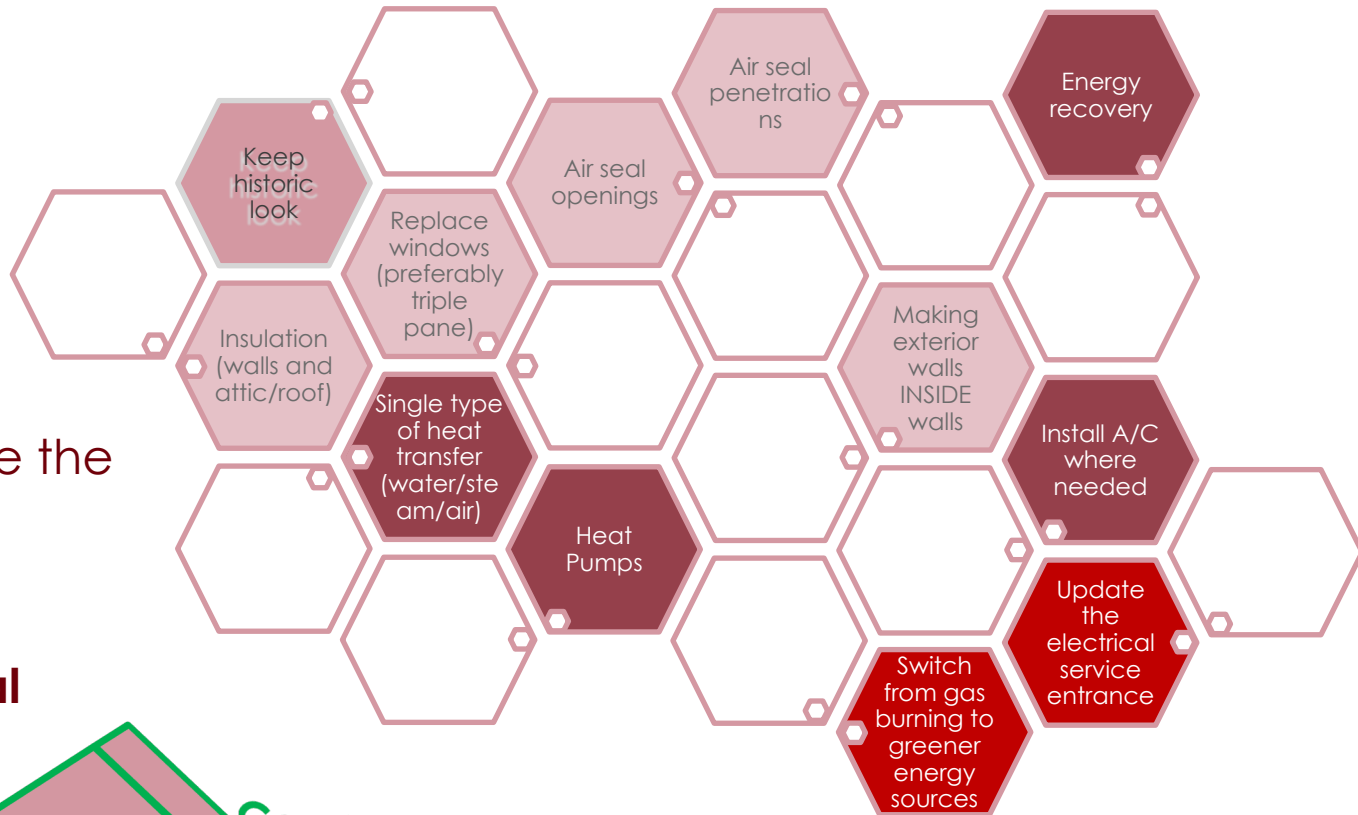 Air seal
penetratio
ns
Energy
recovery
Keep
historic
look
Air seal
openings
Replace
windows
(preferably
triple
pane)
Insulation
(walls and
attic/roof)
Making
exterior
walls
INSIDE
walls
Single type
of heat
transfer
(water/ste
am/air)
Install A/C
where
needed
e the
Heat
Pumps
Update
the
electrical
service
entrance
Switch
from gas
burning to
greener
energy
sources